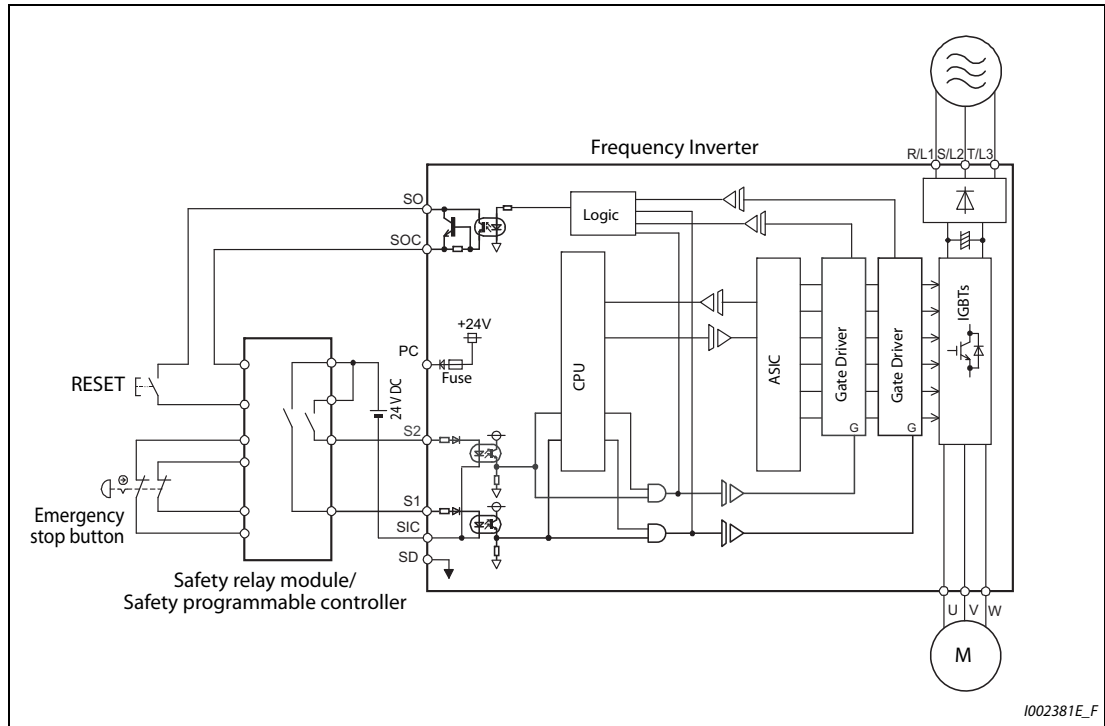 Frequency Inverter
R/L1 S/L2 T/L3
SO
Logic
SOC
+24V
PC
Fuse
RESET
24 V DC
CPU
ASIC
Gate Driver
Gate Driver
IGBTs
S2
G
G
S1
Emergency
stop button
SIC
SD
Safety relay module/
Safety programmable controller
U V W
M
I002381E_F